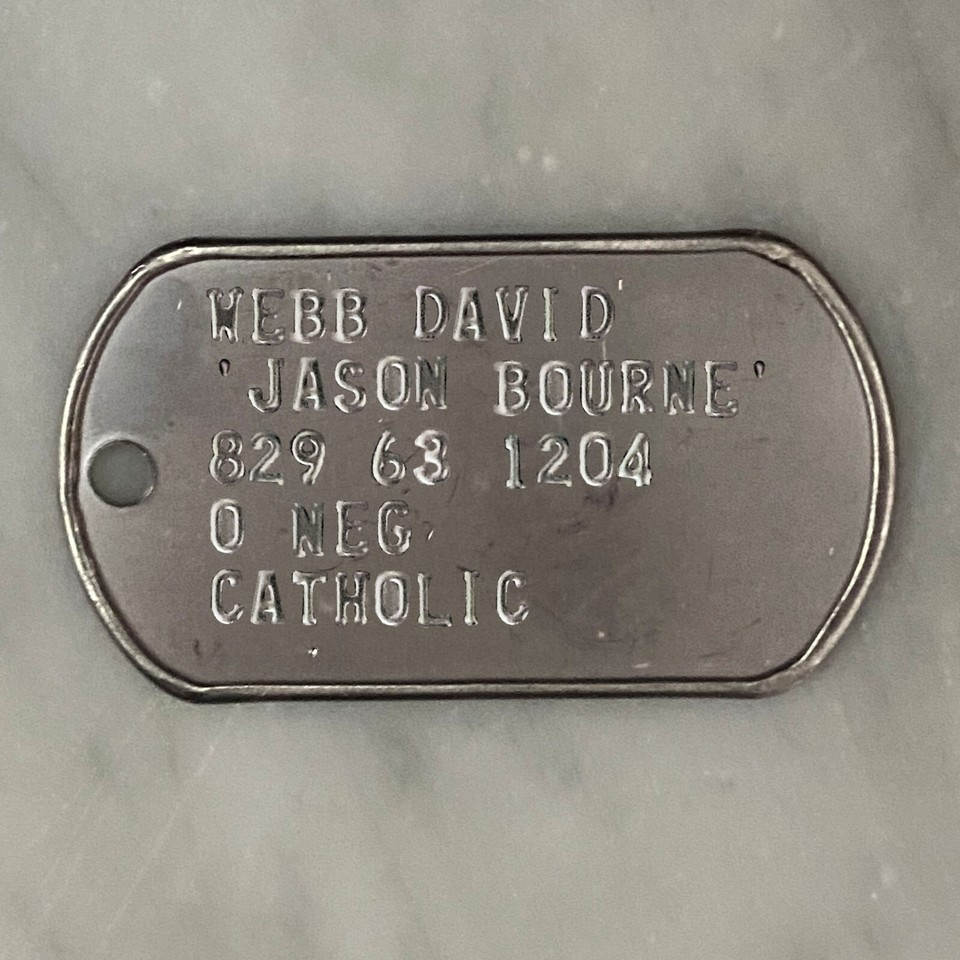 WEBB DAVID
'JASON BOURNE'
829 63 1204
O NEG
CATHOLIC